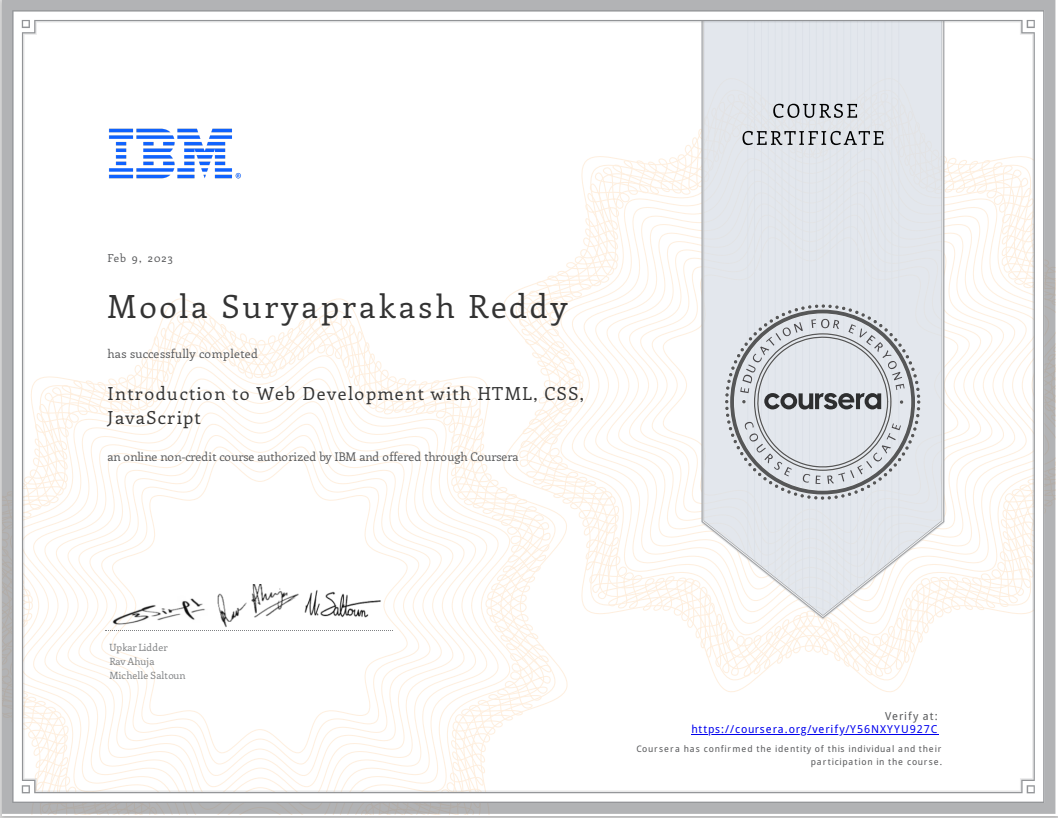 COURSE
CERTIFICATE
IBM®
Feb 9, 2023
Moola Suryaprakash Reddy
has successfully completed
Introduction to Web Development with HTML, CSS,
JavaScript
an online non-credit course authorized by IBM and offered through Coursera
EDUCATION FOR EVERYONE
coursera
COURSE CERTIFICATE
Rav Ahuja
M. Saltoun
Upkar Lidder
Rav Ahuja
Michelle Saltoun
Verify at:
https://coursera.org/verify/Y56NXYYU927C
Coursera has confirmed the identity of this individual and their
participation in the course.